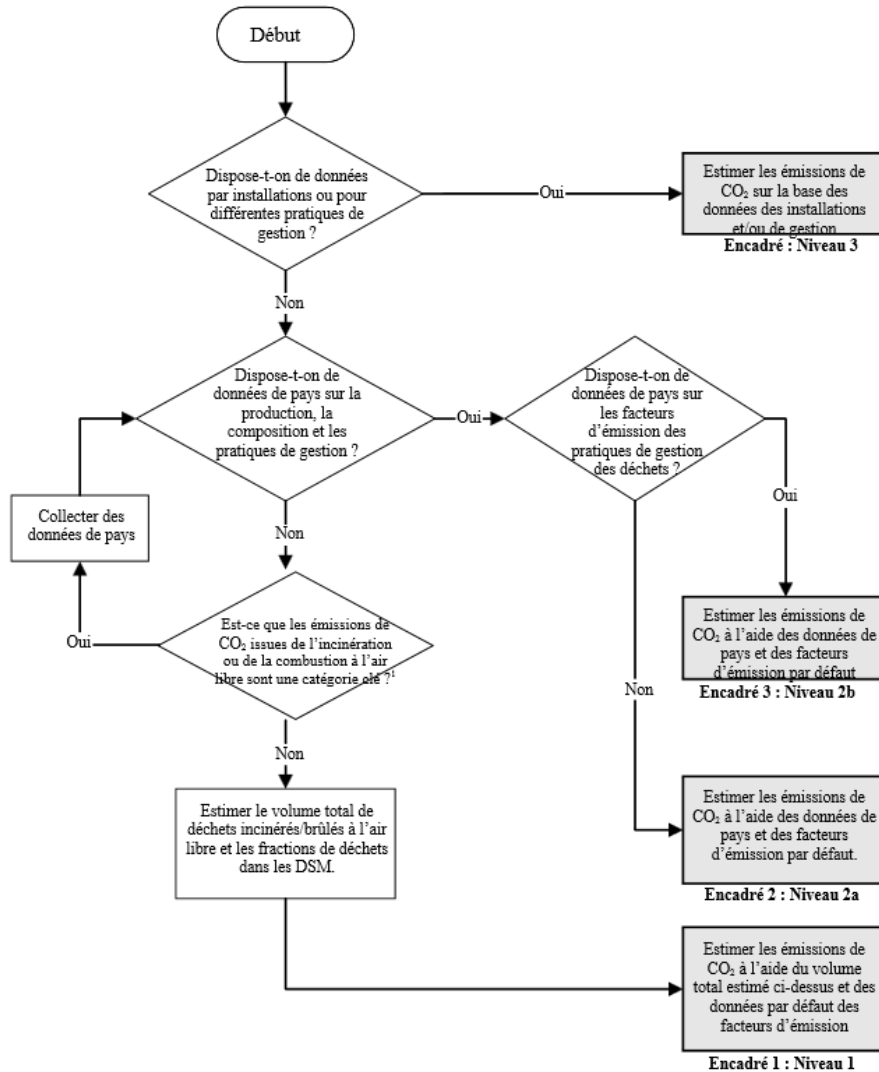 Début
Dispose-t-on de données
par installations ou pour
différentes pratiques de
gestion ?
Oui
Estimer les émissions de
CO₂ sur la base des
données des installations
et/ou de gestion
Encadré : Niveau 3
Non
Dispose-t-on de
données de pays sur la
production, la
composition et les
pratiques de gestion ?
Oui
Dispose-t-on de
données de pays sur
les facteurs
d’émission des
pratiques de gestion
des déchets ?
Oui
Collecter des
données de pays
Non
Est-ce que les émissions de
CO₂ issues de l’incinération
ou de la combustion à l’air
libre sont une catégorie clé ?¹
Oui
Estimer les émissions de
CO₂ à l’aide des données de
pays et des facteurs
d’émission par défaut
Encadré 3 : Niveau 2b
Non
Non
Estimer le volume total de
déchets incinérés/brûlés à l’air
libre et les fractions de déchets
dans les DSM.
Estimer les émissions de
CO₂ à l’aide des données de
pays et des facteurs
d’émission par défaut.
Encadré 2 : Niveau 2a
Estimer les émissions de
CO₂ à l’aide du volume
total estimé ci-dessus et des
données par défaut des
facteurs d’émission
Encadré 1 : Niveau 1